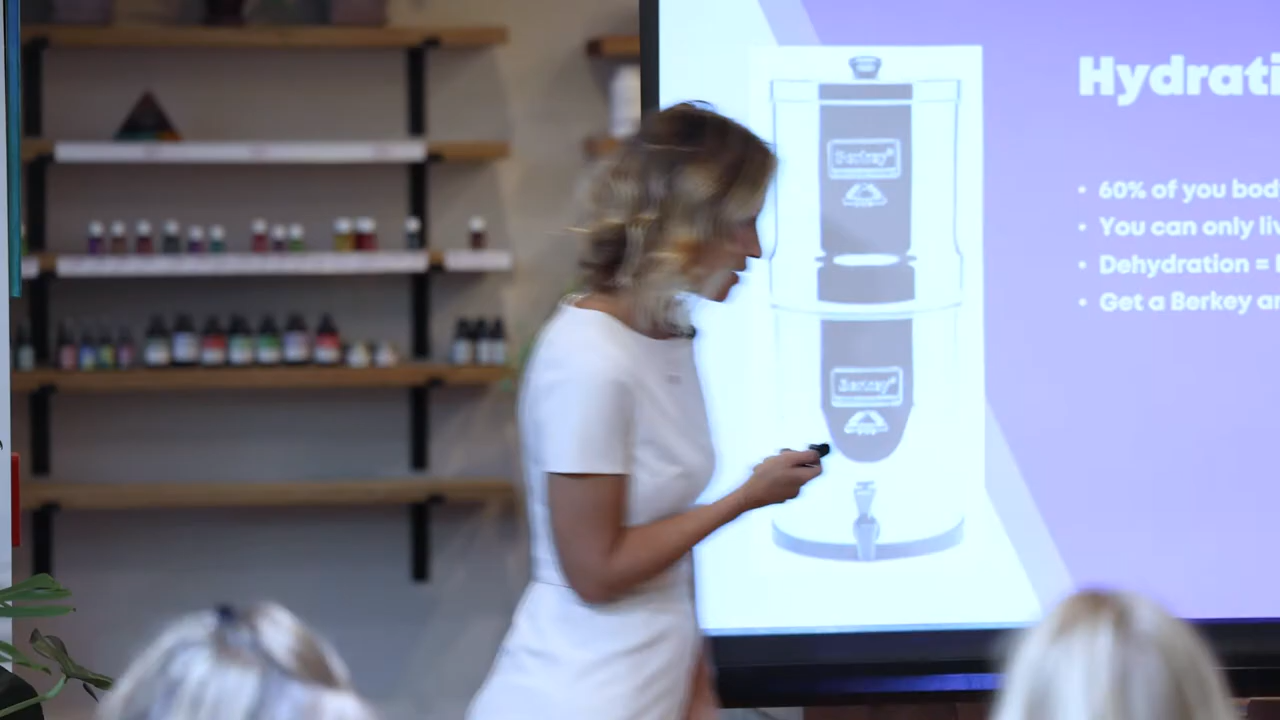 Hydrati
Berkey®
• 60% of you bod
• You can only liv
• Dehydration =
• Get a Berkey an
Berkey®